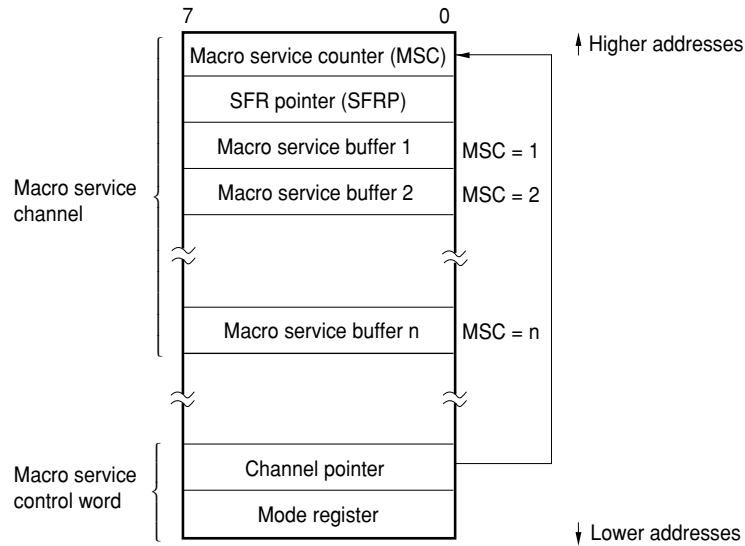 7 0
Higher addresses
Macro service counter (MSC)
SFR pointer (SFRP)
Macro service buffer 1 MSC = 1
Macro service buffer 2 MSC = 2
Macro service
channel
Macro service buffer n MSC = n
Channel pointer
Macro service
control word
Mode register
Lower addresses